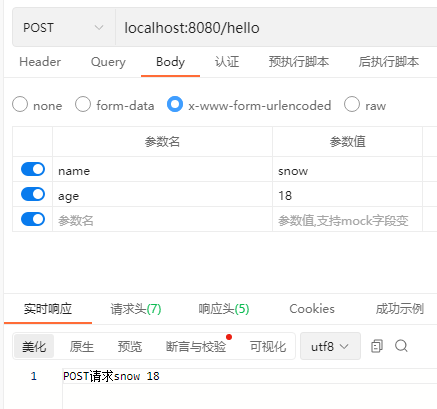 POST localhost:8080/hello
Header Query Body 认证 预执行脚本 后执行脚本
none form-data x-www-form-urlencoded raw
参数名 参数值
name snow
age 18
参数名 参数值,支持mock字段变
实时响应 请求头(7) 响应头(5) Cookies 成功示例
美化 原生 预览 断言与校验 可视化 utf8
1 POST请求snow 18